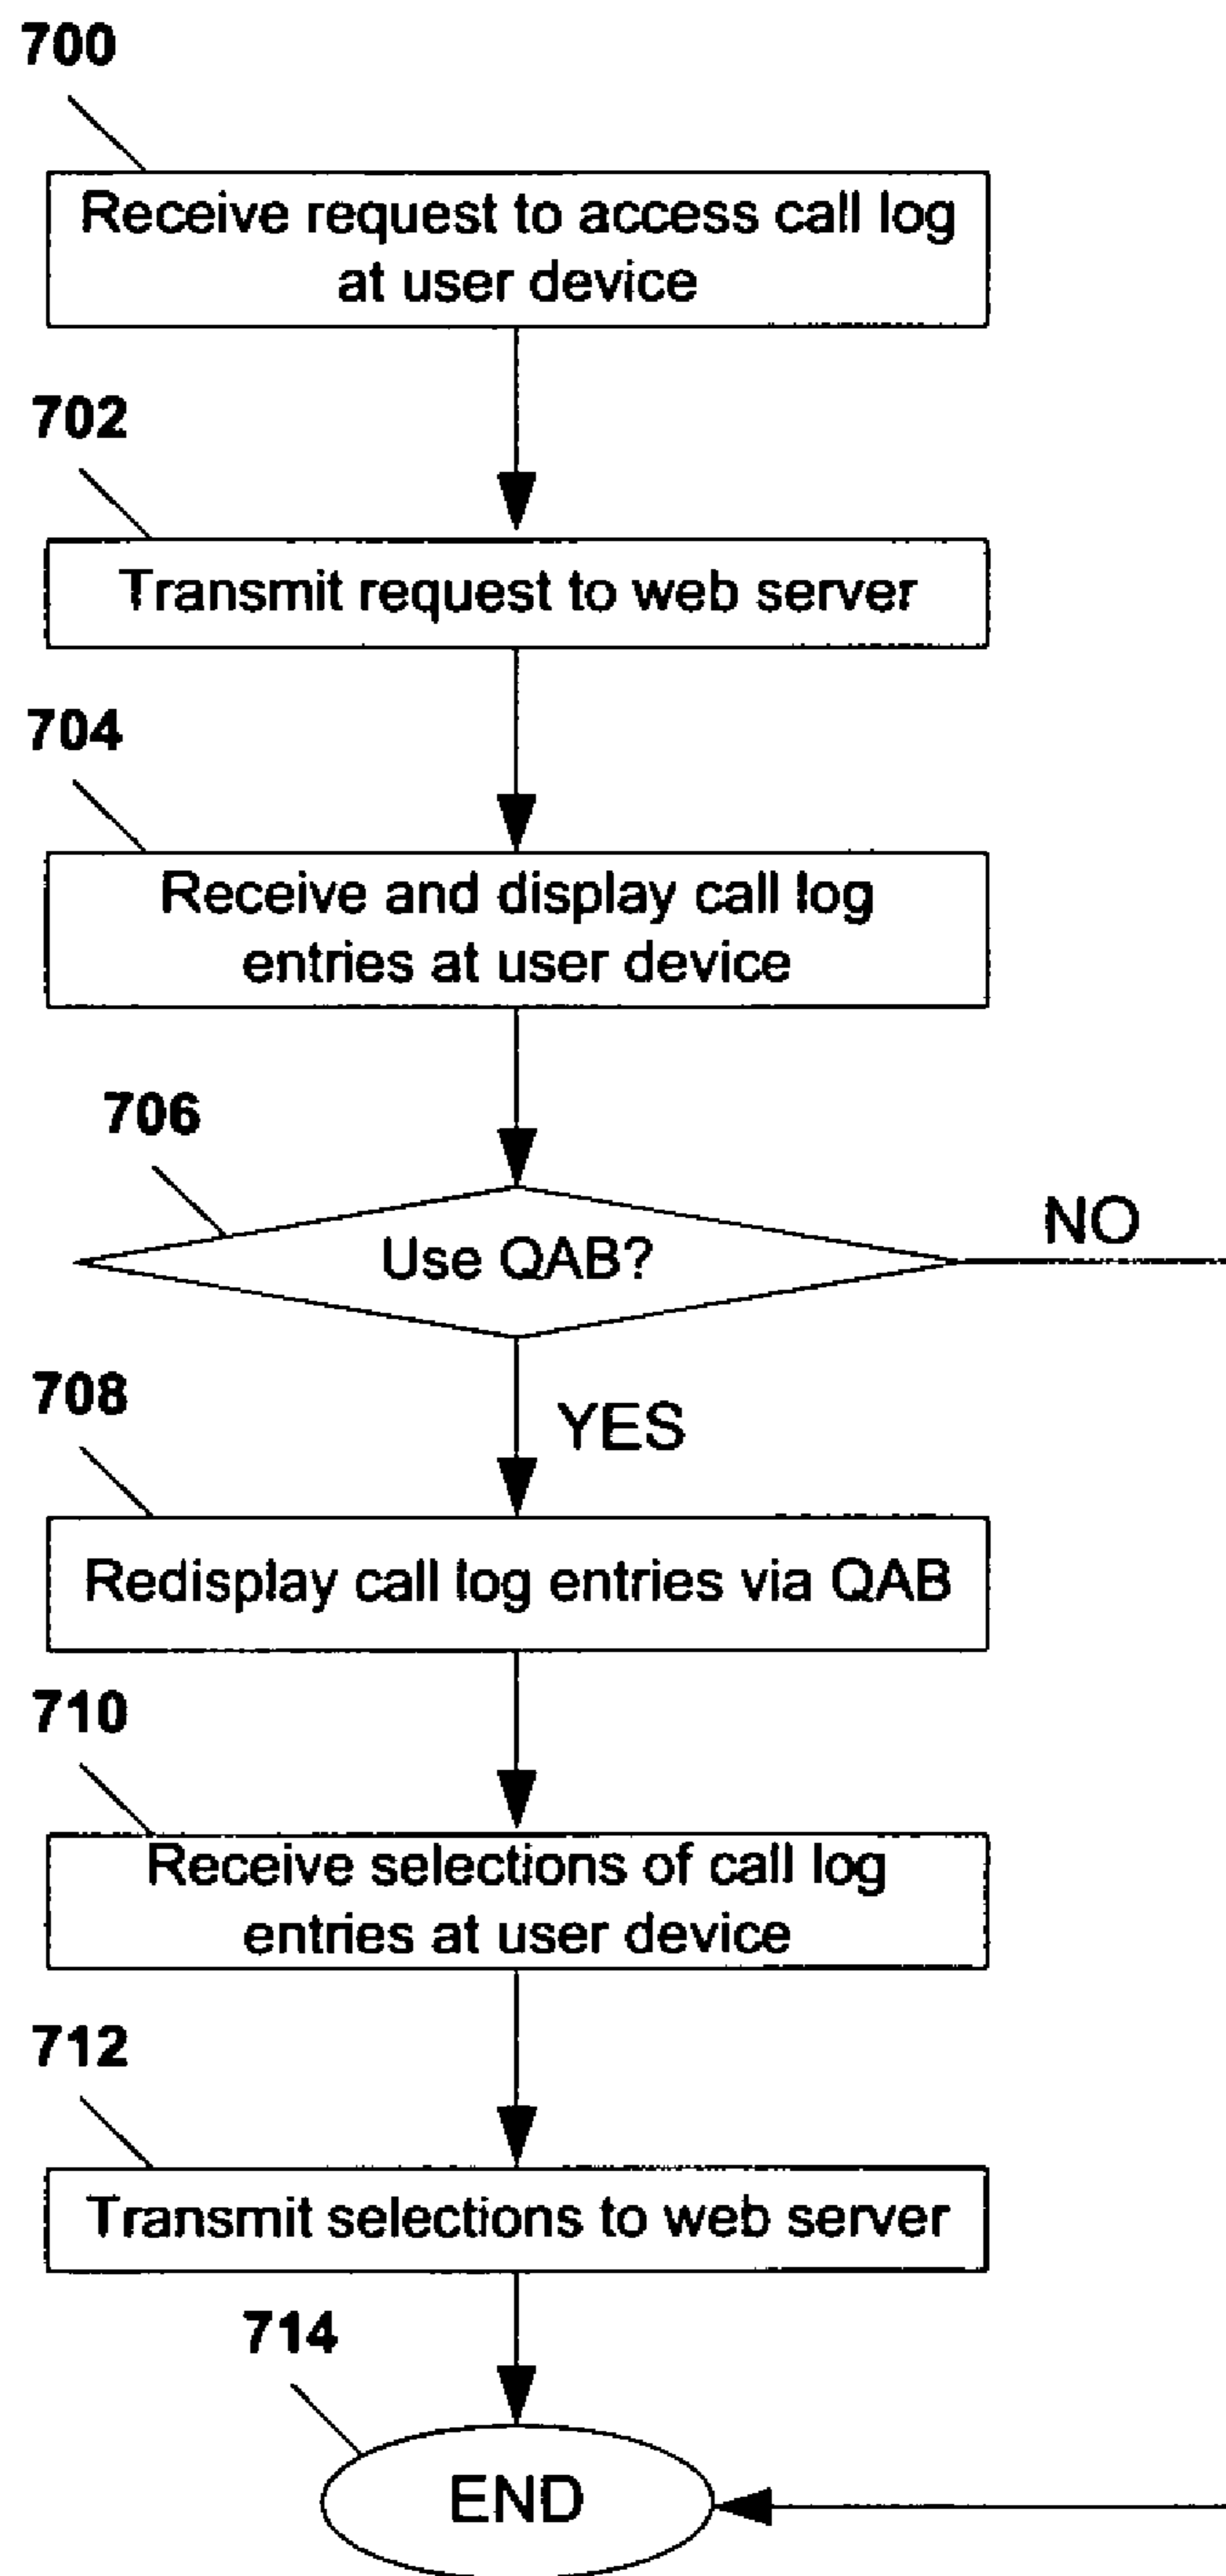 700
Receive request to access call log
at user device
702
Transmit request to web server
704
Receive and display call log
entries at user device
706
Use QAB?
NO
YES
708
Redisplay call log entries via QAB
710
Receive selections of call log
entries at user device
712
Transmit selections to web server
714
END